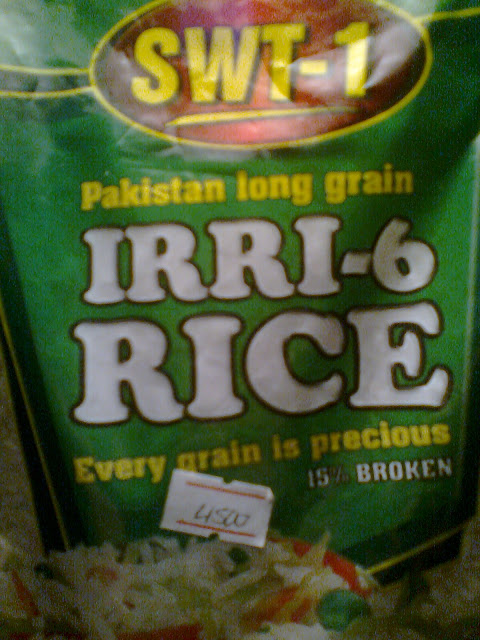 SWT-1
Pakistan long grain
IRRI-6
RICE
Every grain is precious
15% BROKEN
4500